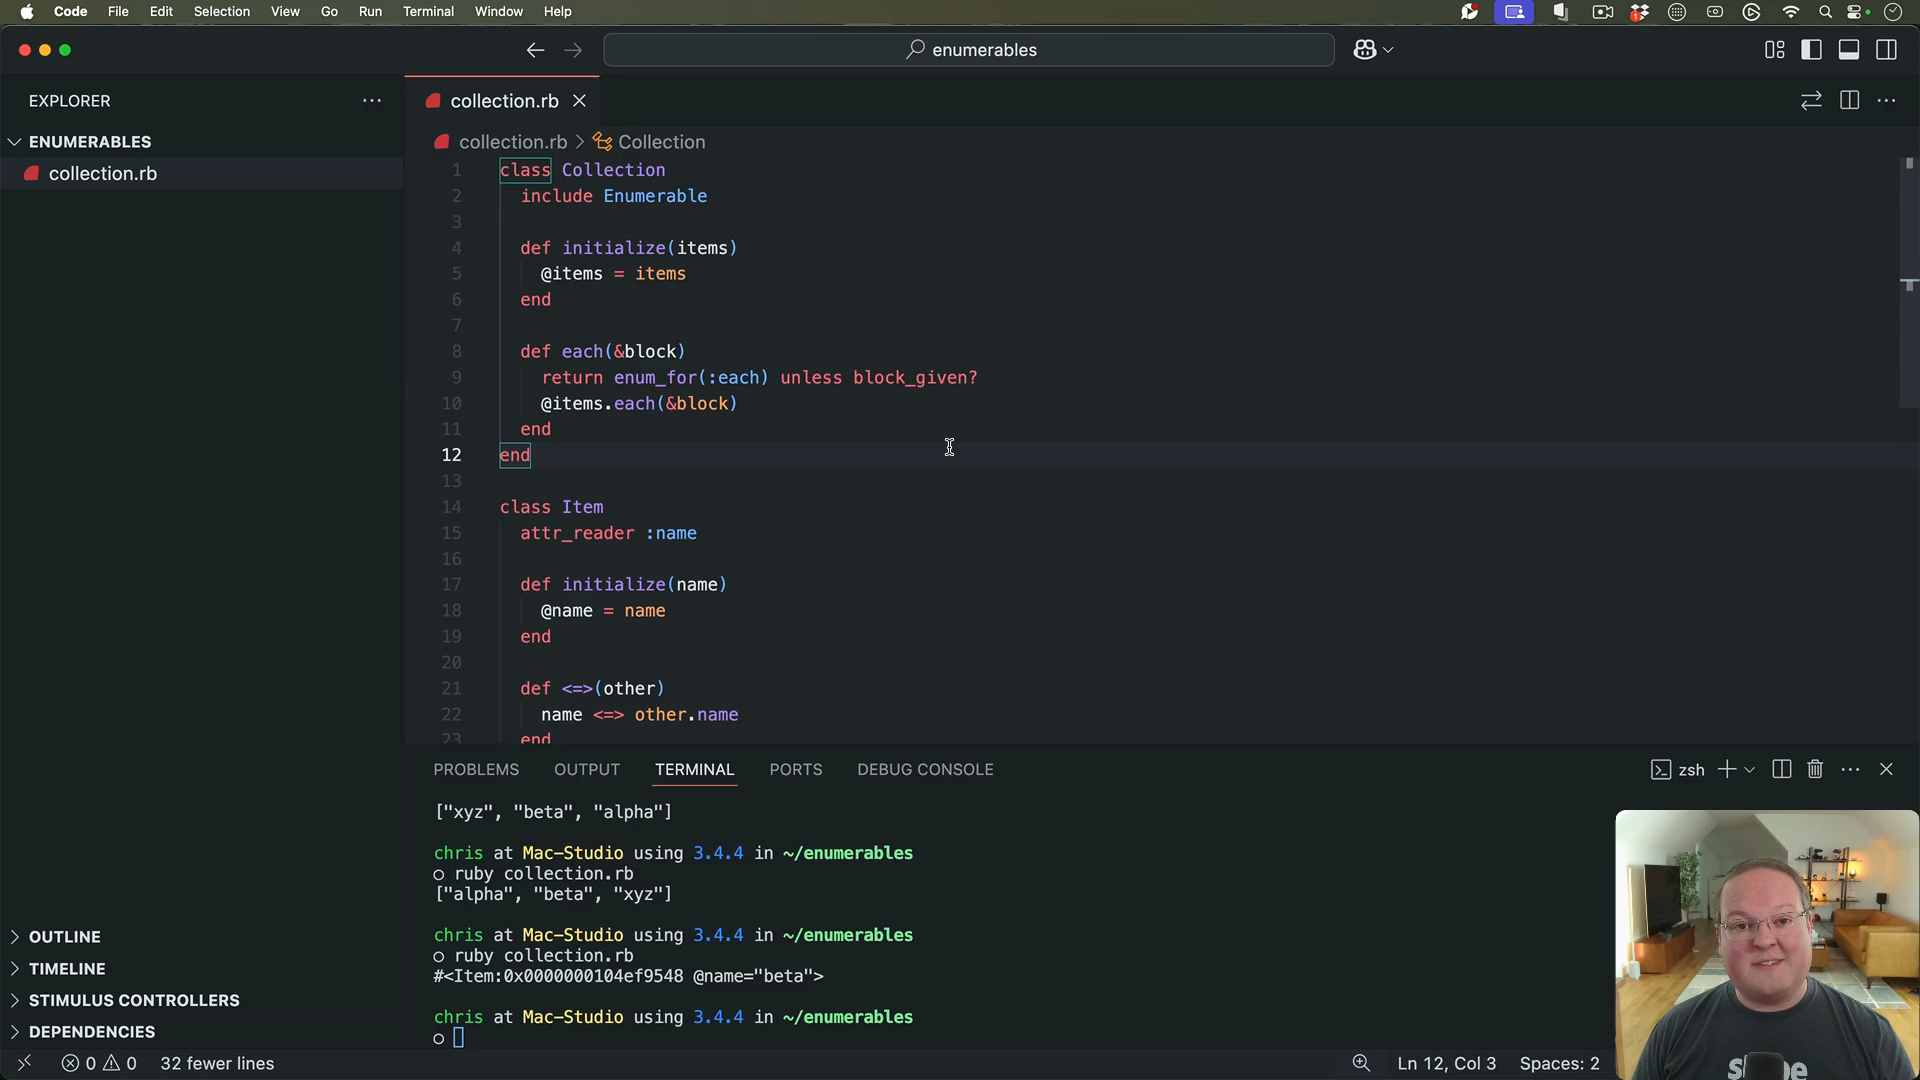 Code File Edit Selection View Go Run Terminal Window Help
enumerables
EXPLORER
collection.rb
ENUMERABLES
collection.rb
collection.rb > Collection
1 class Collection
2 include Enumerable
3
4 def initialize(items)
5 @items = items
6 end
7
8 def each(&block)
9 return enum_for(:each) unless block_given?
10 @items.each(&block)
11 end
12 end
13
14 class Item
15 attr_reader :name
16
17 def initialize(name)
18 @name = name
19 end
20
21 def <=>(other)
22 name <=> other.name
23 end
PROBLEMS OUTPUT TERMINAL PORTS DEBUG CONSOLE
zsh
["xyz", "beta", "alpha"]
chris at Mac-Studio using 3.4.4 in ~/enumerables
ruby collection.rb
["alpha", "beta", "xyz"]
chris at Mac-Studio using 3.4.4 in ~/enumerables
ruby collection.rb
#<Item:0x0000000104ef9548 @name="beta">
chris at Mac-Studio using 3.4.4 in ~/enumerables
OUTLINE
TIMELINE
STIMULUS CONTROLLERS
DEPENDENCIES
0 0 32 fewer lines
Ln 12, Col 3 Spaces: 2